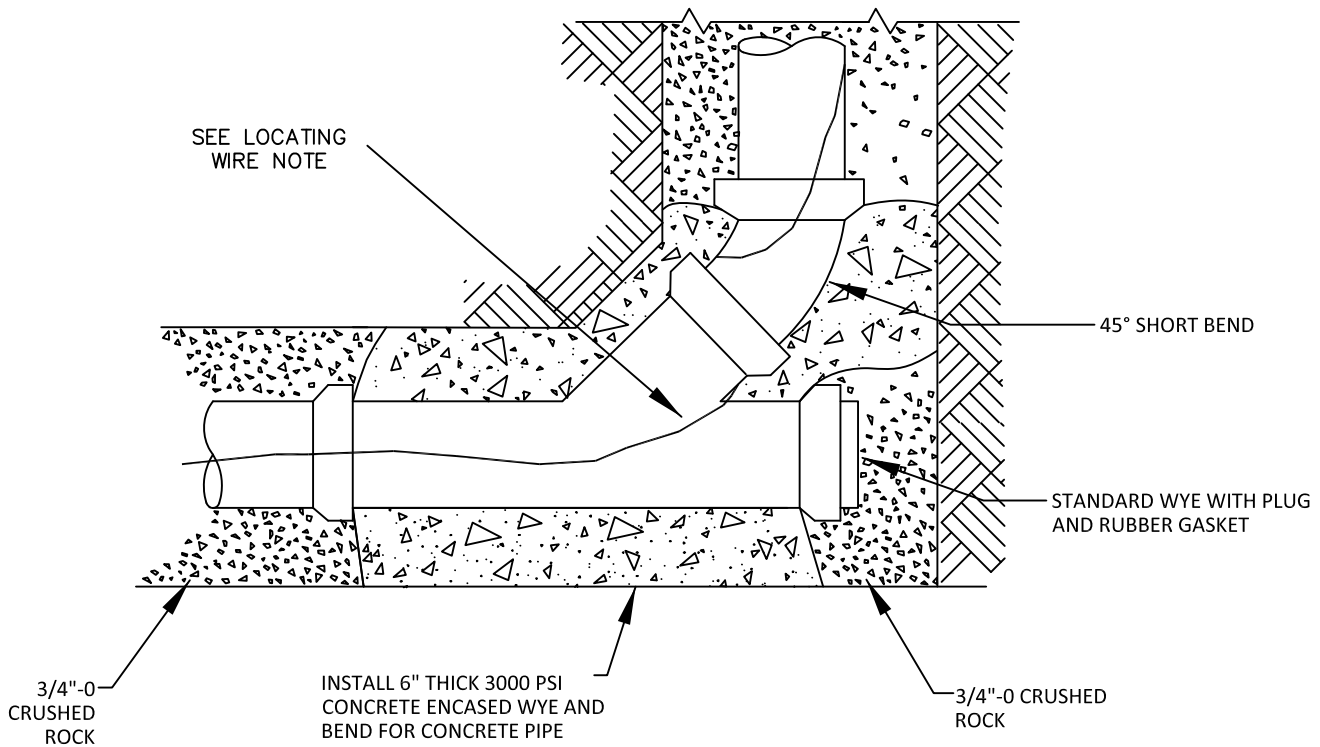 SEE LOCATING
WIRE NOTE
45° SHORT BEND
STANDARD WYE WITH PLUG
AND RUBBER GASKET
3/4"-0
CRUSHED
ROCK
INSTALL 6" THICK 3000 PSI
CONCRETE ENCASED WYE AND
BEND FOR CONCRETE PIPE
3/4"-0 CRUSHED
ROCK